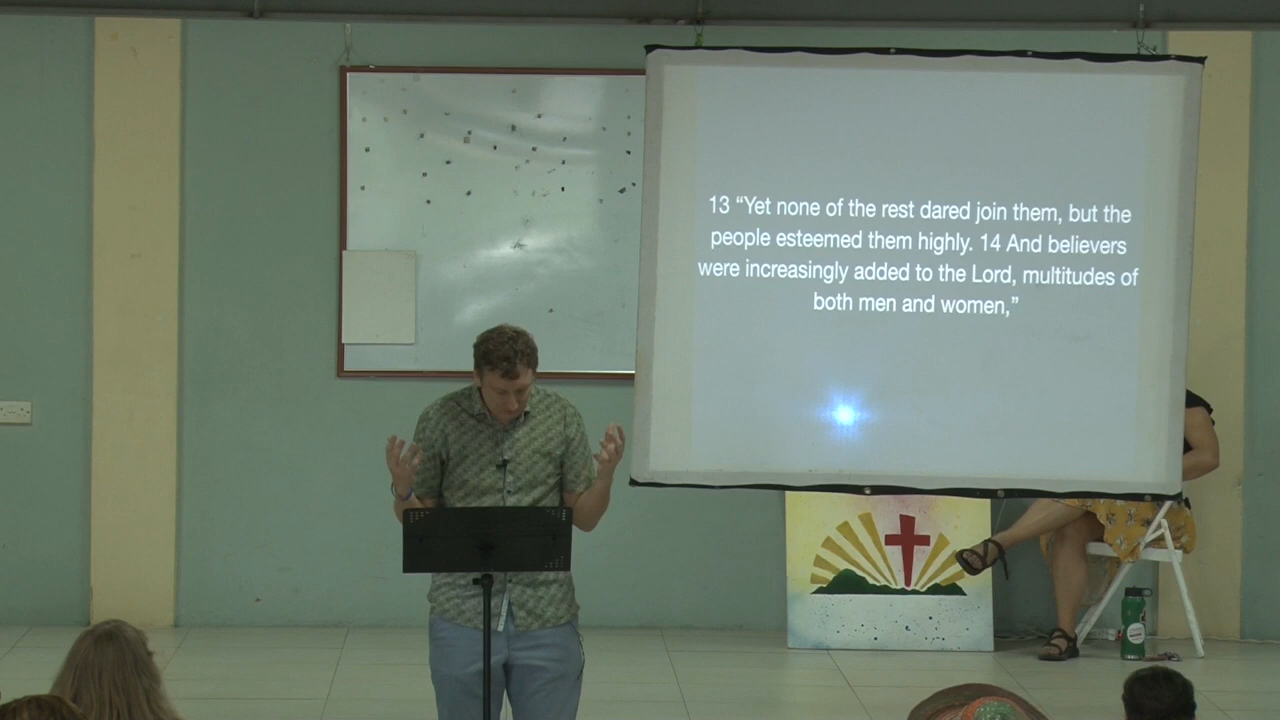 13 “Yet none of the rest dared join them, but the
people esteemed them highly. 14 And believers
were increasingly added to the Lord, multitudes of
both men and women,”